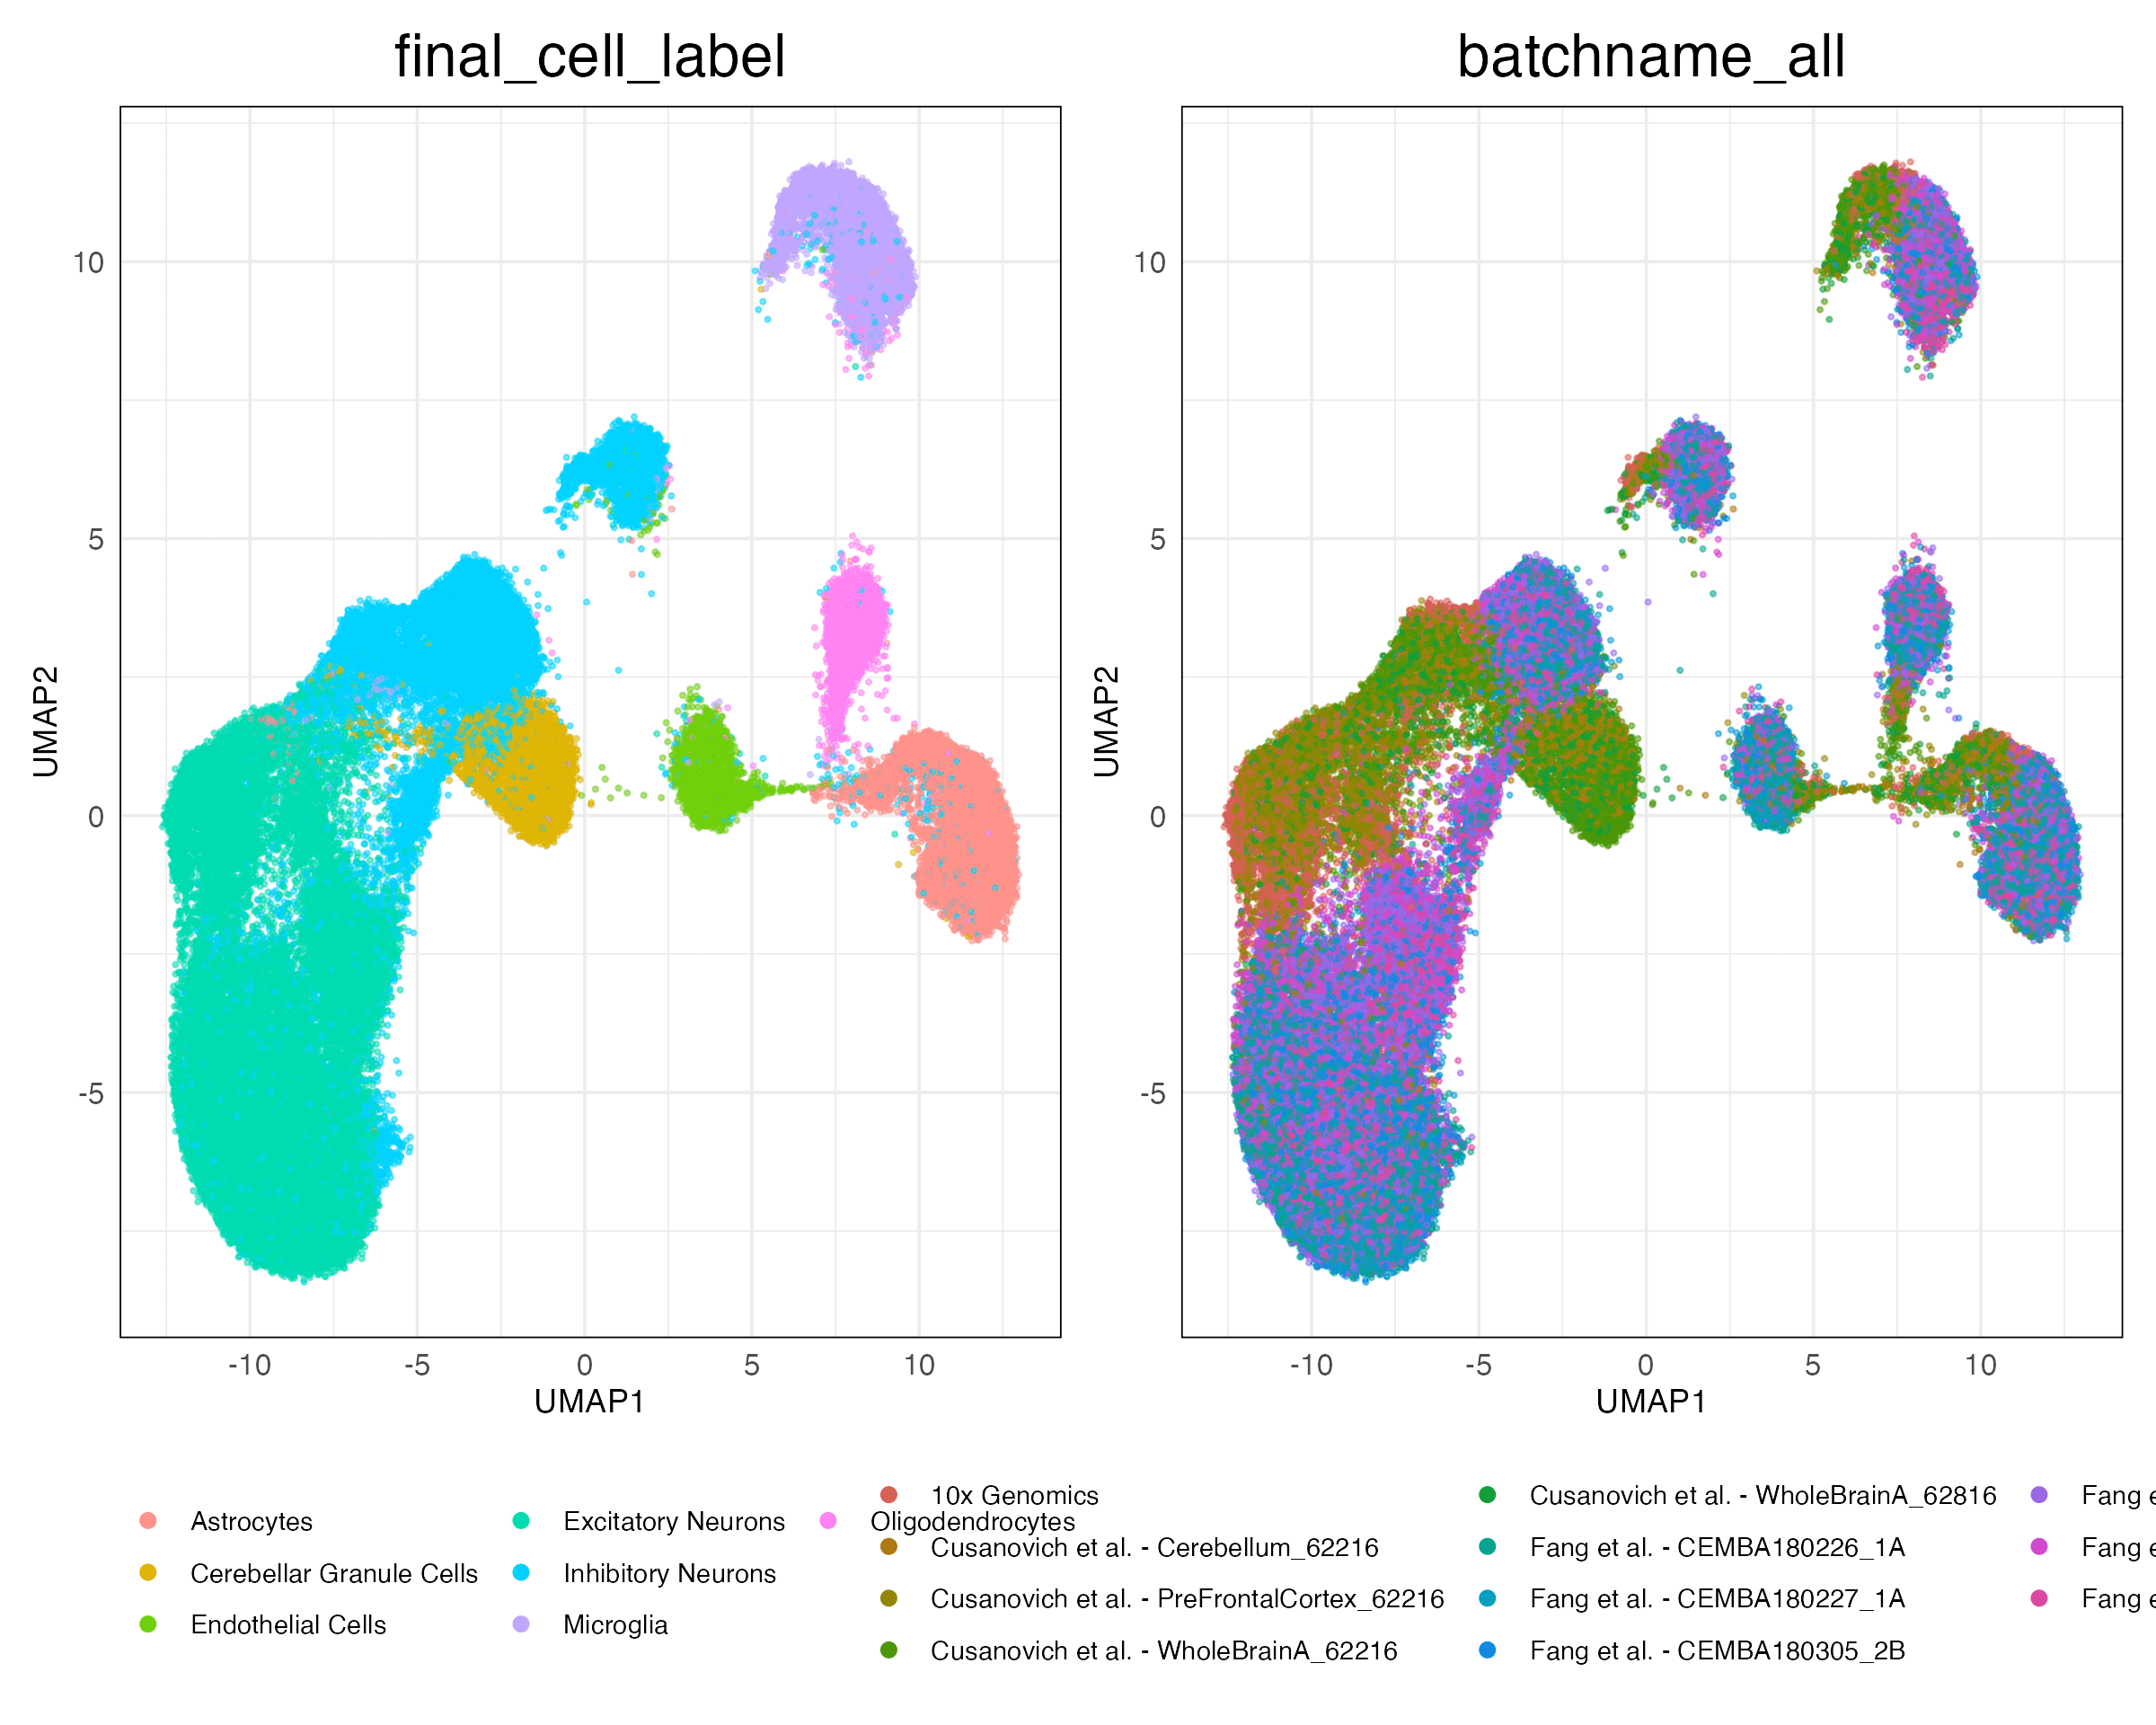 final_cell_label
batchname_all
UMAP2
10
5
0
-5
-10 -5 0 5 10
UMAP1
UMAP2
10
5
0
-5
-10 -5 0 5 10
UMAP1
Astrocytes
Cerebellar Granule Cells
Endothelial Cells
Excitatory Neurons
Inhibitory Neurons
Microglia
Oligodendrocytes
10x Genomics
Cusanovich et al. - Cerebellum_62216
Cusanovich et al. - PreFrontalCortex_62216
Cusanovich et al. - WholeBrainA_62216
Cusanovich et al. - WholeBrainA_62816
Fang et al. - CEMBA180226_1A
Fang et al. - CEMBA180227_1A
Fang et al. - CEMBA180305_2B
Fang
Fang
Fang